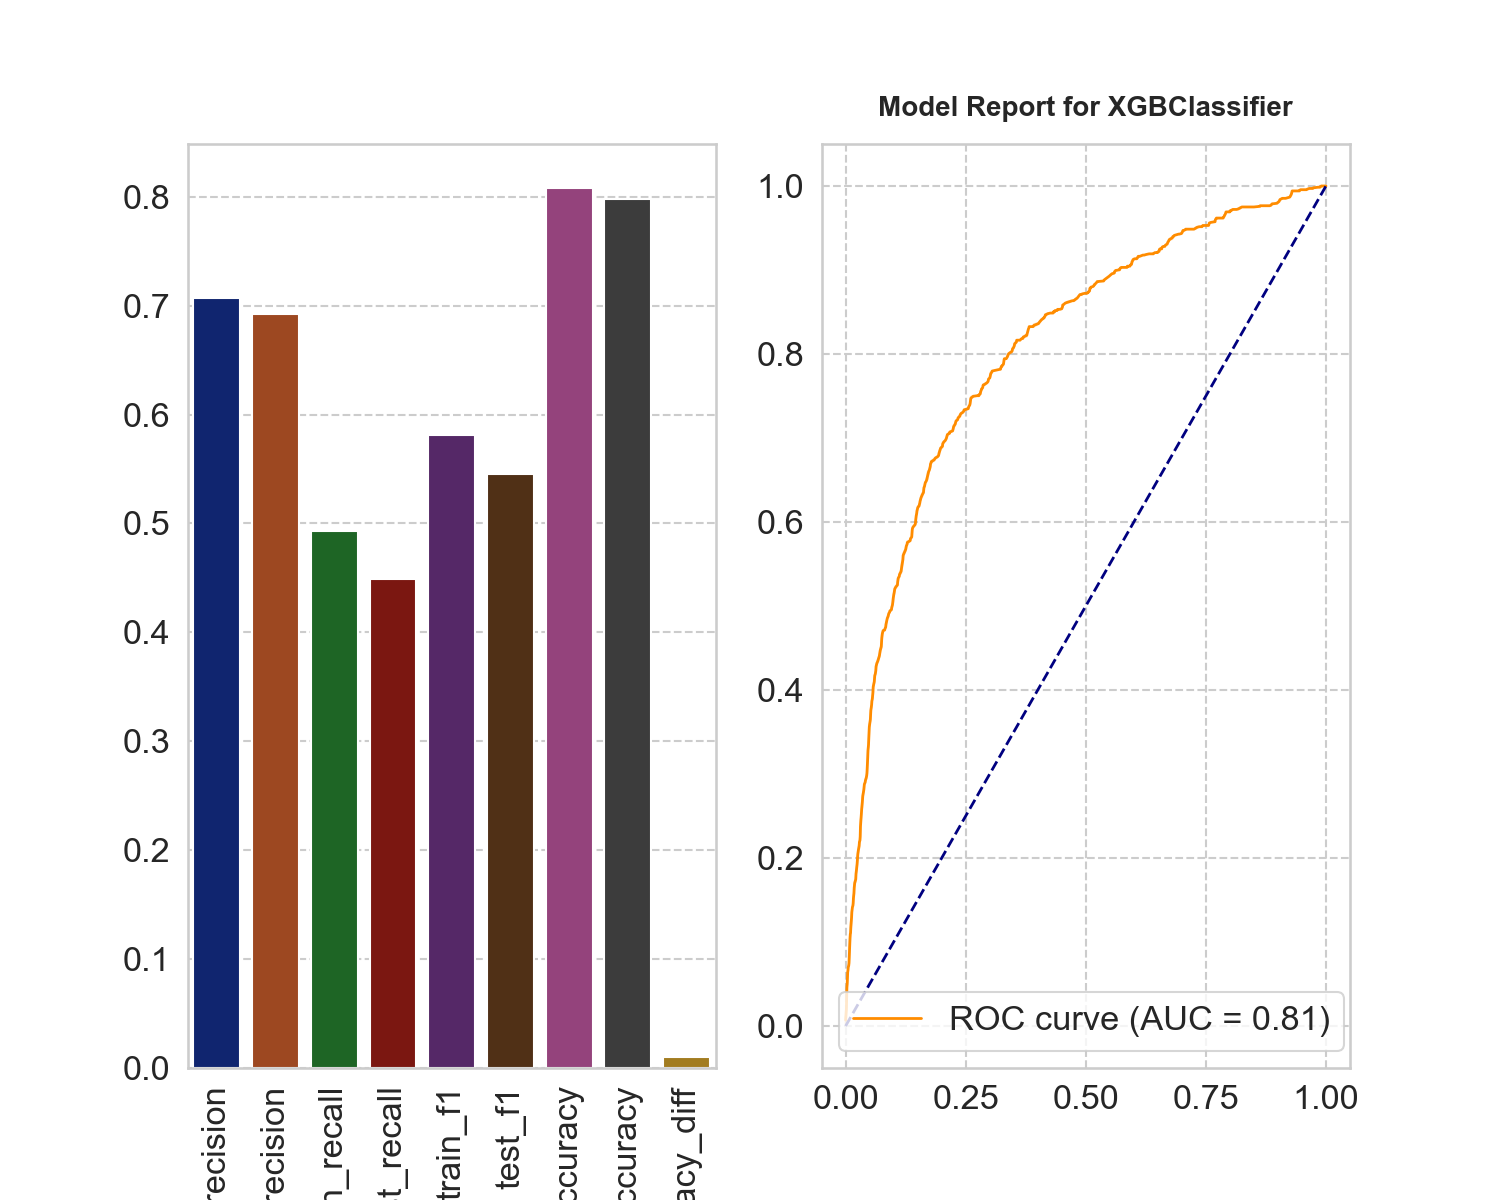 Model Report for XGBClassifier
0.8
0.7
0.6
0.5
0.4
0.3
0.2
0.1
0.0
recision
recision
n_recall
t_recall
train_f1
test_f1
ccuracy
ccuracy
acy_diff
1.0
0.8
0.6
0.4
0.2
0.0
ROC curve (AUC = 0.81)
0.00 0.25 0.50 0.75 1.00